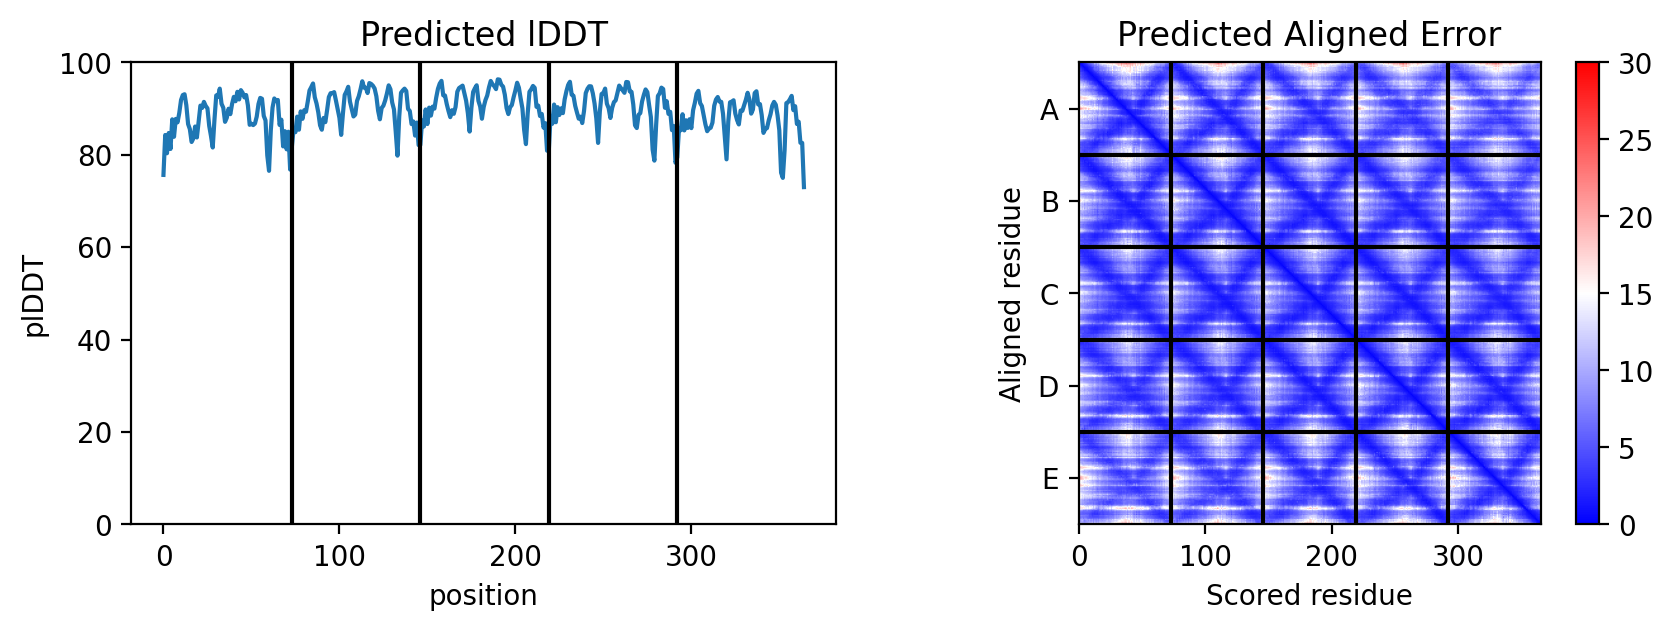 Predicted lDDT
100
80
60
40
20
0
plDDT
0 100 200 300
position
Predicted Aligned Error
A
B
C
D
E
Aligned residue
0 100 200 300
Scored residue
30
25
20
15
10
5
0